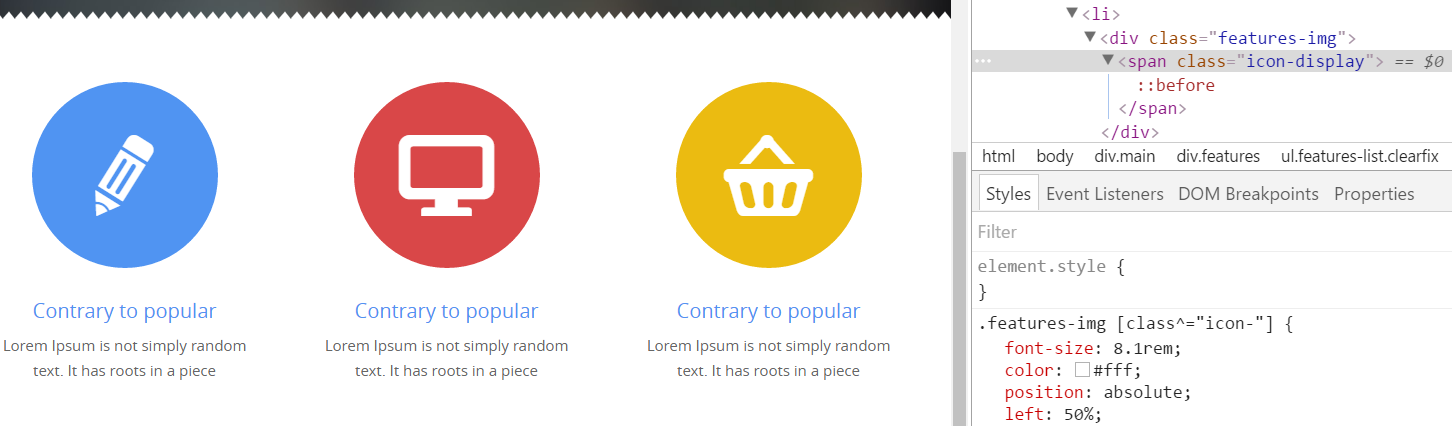 Contrary to popular
Lorem Ipsum is not simply random
text. It has roots in a piece
Contrary to popular
Lorem Ipsum is not simply random
text. It has roots in a piece
Contrary to popular
Lorem Ipsum is not simply random
text. It has roots in a piece
▼<li>
▼<div class="features-img">
... ▼<span class="icon-display"> == $0
::before
</span>
</div>
html body div.main div.features ul.features-list.clearfix
Styles Event Listeners DOM Breakpoints Properties
Filter
element.style {
}
.features-img [class^="icon-"] {
font-size: 8.1rem;
color: #fff;
position: absolute;
left: 50%;